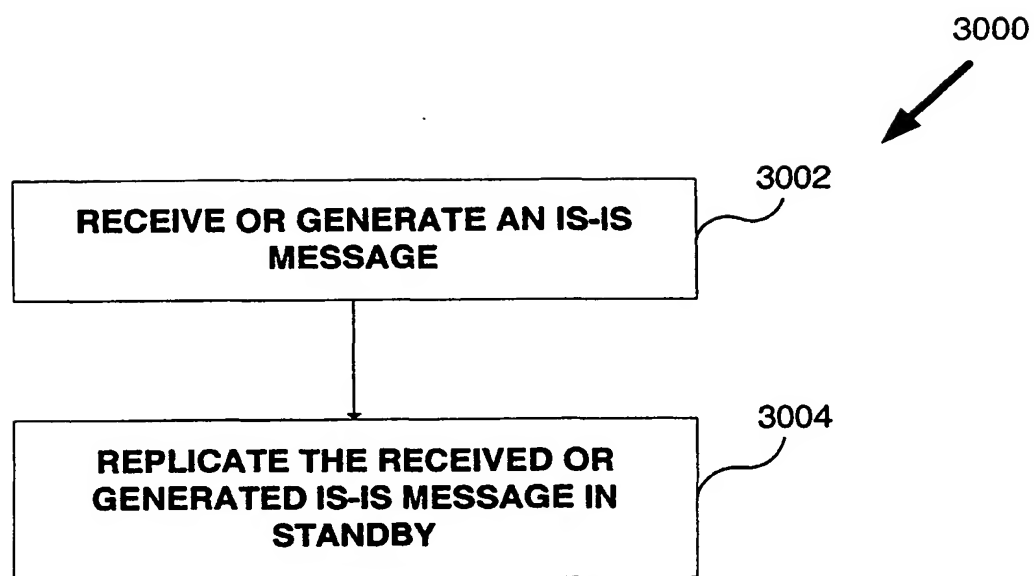 3000
3002
RECEIVE OR GENERATE AN IS-IS
MESSAGE
3004
REPLICATE THE RECEIVED OR
GENERATED IS-IS MESSAGE IN
STANDBY